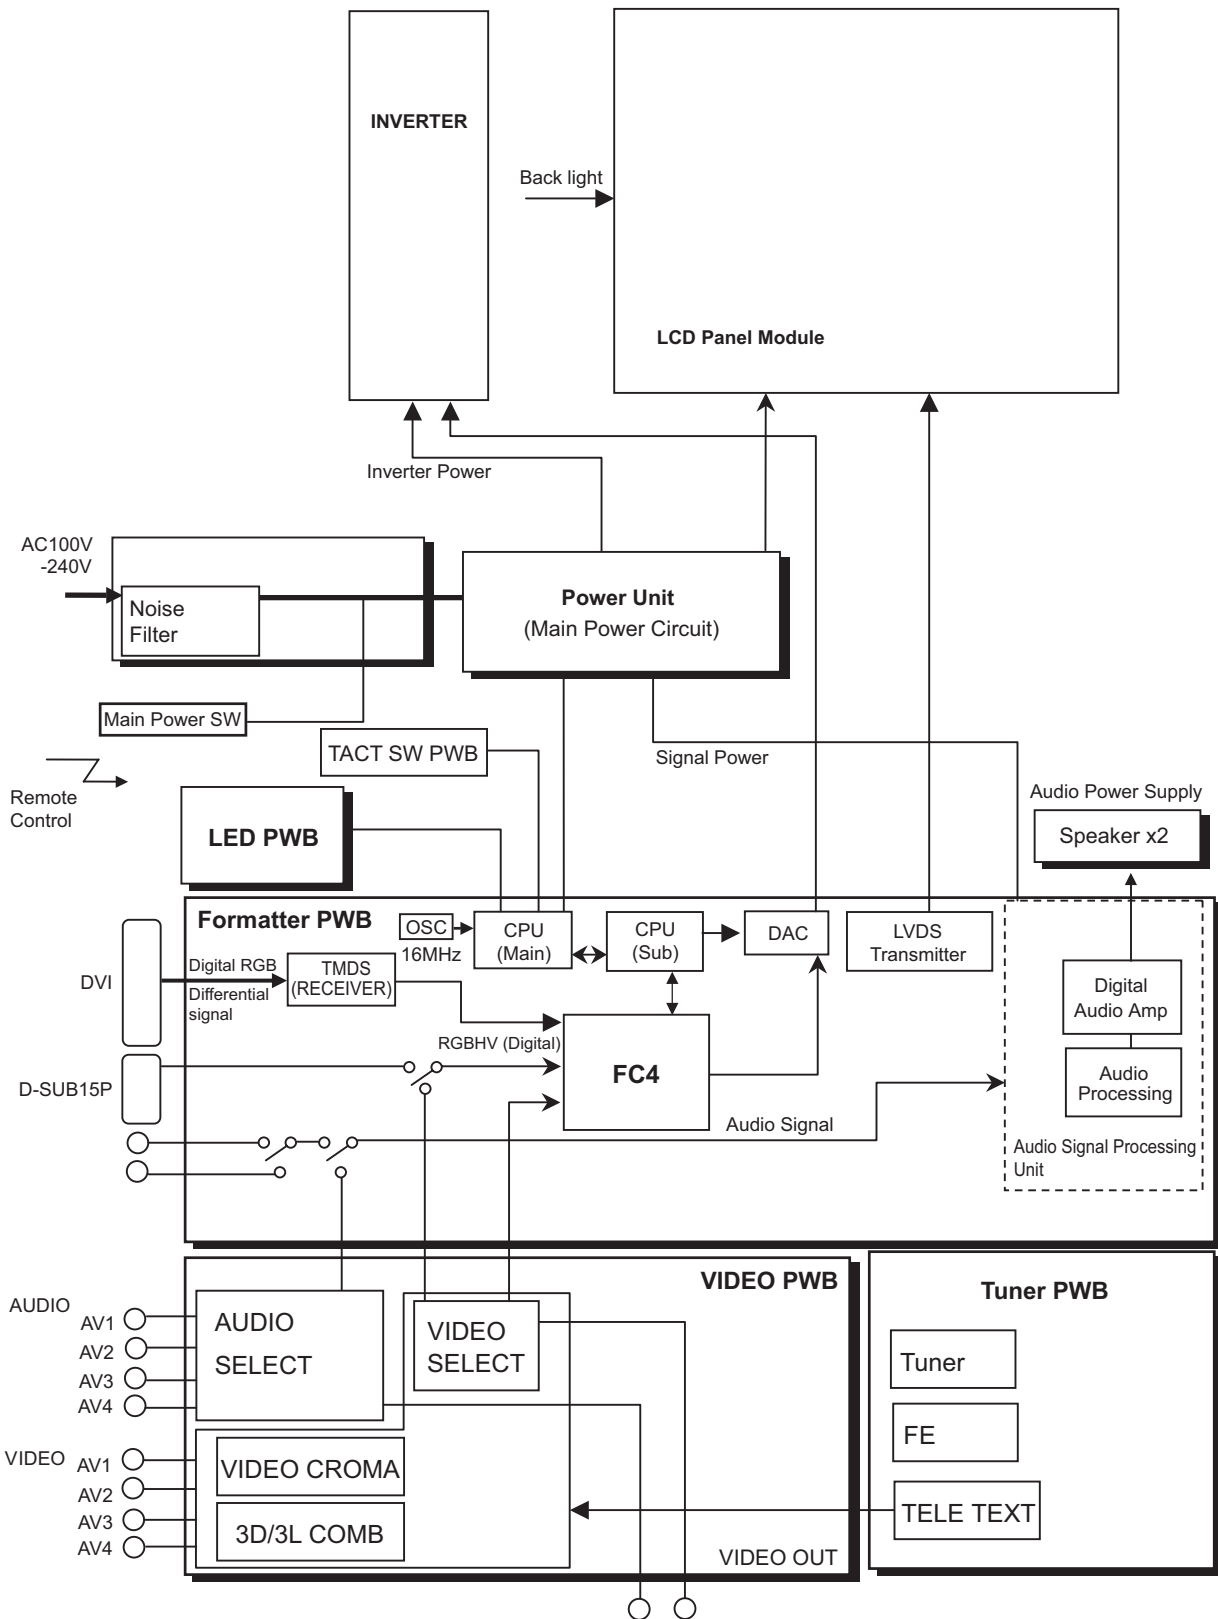 INVERTER
Back light
LCD Panel Module
Inverter Power
AC100V
-240V
Noise
Filter
Power Unit
(Main Power Circuit)
Main Power SW
TACT SW PWB
Signal Power
Remote
Control
Audio Power Supply
LED PWB
Speaker x2
Formatter PWB
OSC
16MHz
CPU
(Main)
CPU
(Sub)
DAC
LVDS
Transmitter
DVI
Digital RGB
Differential
signal
TMDS
(RECEIVER)
Digital
Audio Amp
RGBHV (Digital)
FC4
D-SUB15P
Audio
Processing
Audio Signal
Audio Signal Processing
Unit
VIDEO PWB
Tuner PWB
AUDIO
AV1
AV2
AV3
AV4
AUDIO
SELECT
VIDEO
SELECT
Tuner
FE
VIDEO
AV1
AV2
AV3
AV4
VIDEO CROMA
3D/3L COMB
TELE TEXT
VIDEO OUT